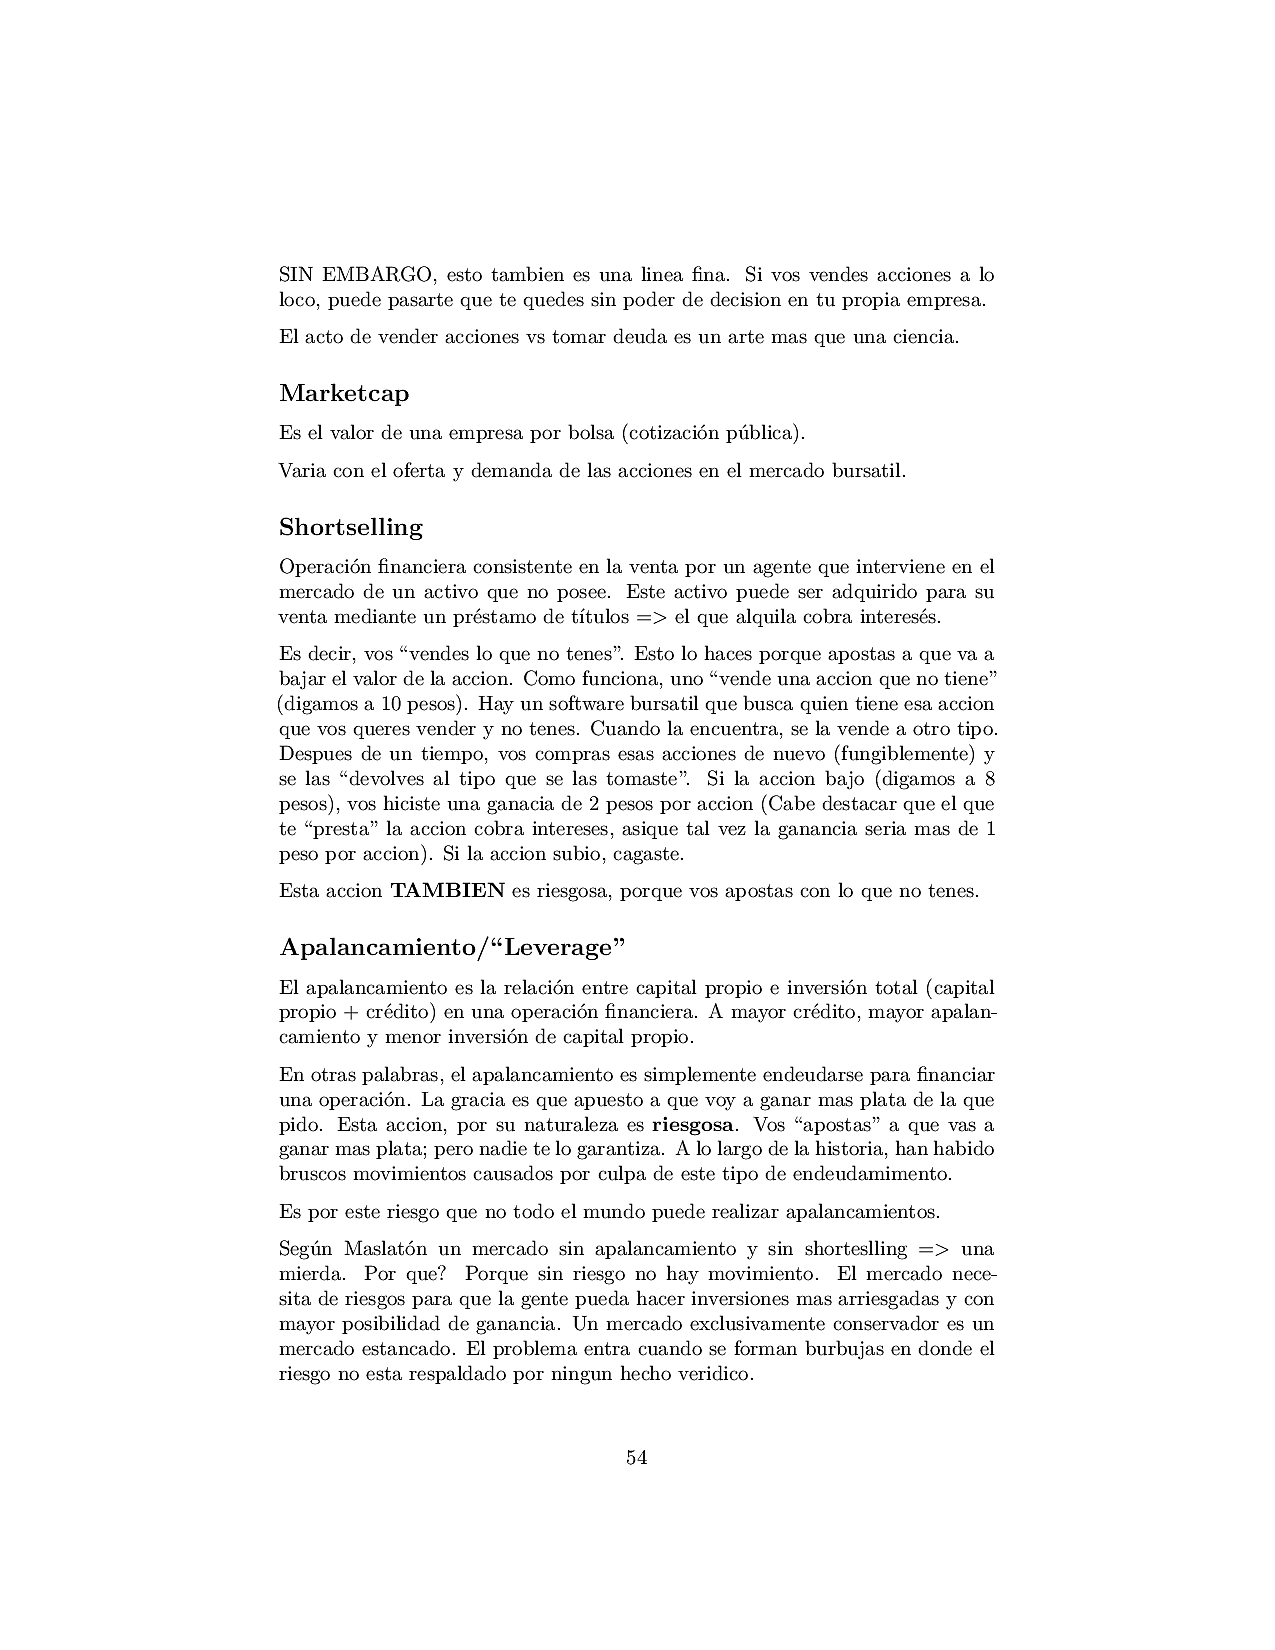 SIN EMBARGO, esto tambien es una linea fina. Si vos vendes acciones a lo
loco, puede pasarte que te quedes sin poder de decision en tu propia empresa.
El acto de vender acciones vs tomar deuda es un arte mas que una ciencia.
Marketcap
Es el valor de una empresa por bolsa (cotización pública).
Varia con el oferta y demanda de las acciones en el mercado bursatil.
Shortselling
Operación financiera consistente en la venta por un agente que interviene en el
mercado de un activo que no posee. Este activo puede ser adquirido para su
venta mediante un préstamo de títulos => el que alquila cobra interesés.
Es decir, vos “vendes lo que no tenes”. Esto lo haces porque apostas a que va a
bajar el valor de la accion. Como funciona, uno “vende una accion que no tiene”
(digamos a 10 pesos). Hay un software bursatil que busca quien tiene esa accion
que vos queres vender y no tenes. Cuando la encuentra, se la vende a otro tipo.
Despues de un tiempo, vos compras esas acciones de nuevo (fungiblemente) y
se las “devolves al tipo que se las tomaste”. Si la accion bajo (digamos a 8
pesos), vos hiciste una ganacia de 2 pesos por accion (Cabe destacar que el que
te “presta” la accion cobra intereses, asique tal vez la ganancia seria mas de 1
peso por accion). Si la accion subio, cagaste.
Esta accion TAMBIEN es riesgosa, porque vos apostas con lo que no tenes.
Apalancamiento/“Leverage”
El apalancamiento es la relación entre capital propio e inversión total (capital
propio + crédito) en una operación financiera. A mayor crédito, mayor apalan-
camiento y menor inversión de capital propio.
En otras palabras, el apalancamiento es simplemente endeudarse para financiar
una operación. La gracia es que apuesto a que voy a ganar mas plata de la que
pido. Esta accion, por su naturaleza es riesgosa. Vos “apostas” a que vas a
ganar mas plata; pero nadie te lo garantiza. A lo largo de la historia, han habido
bruscos movimientos causados por culpa de este tipo de endeudamimento.
Es por este riesgo que no todo el mundo puede realizar apalancamientos.
Según Maslatón un mercado sin apalancamiento y sin shorteslling => una
mierda. Por que? Porque sin riesgo no hay movimiento. El mercado nece-
sita de riesgos para que la gente pueda hacer inversiones mas arriesgadas y con
mayor posibilidad de ganancia. Un mercado exclusivamente conservador es un
mercado estancado. El problema entra cuando se forman burbujas en donde el
riesgo no esta respaldado por ningun hecho veridico.
54